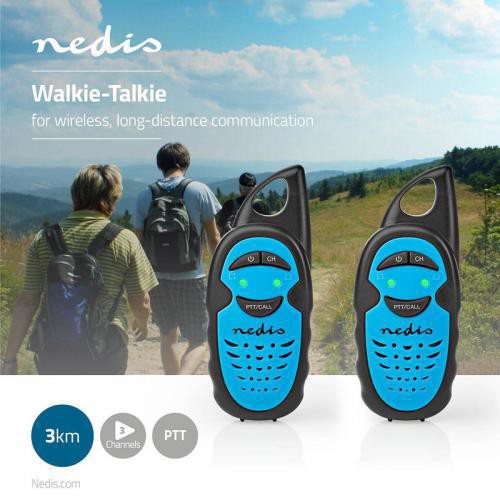 nedis
Walkie-Talkie
for wireless, long-distance communication
CH
PTT/CALL
nedis
CH
PTT/CALL
nedis
3km
3
Channels
PTT
Nedis.com